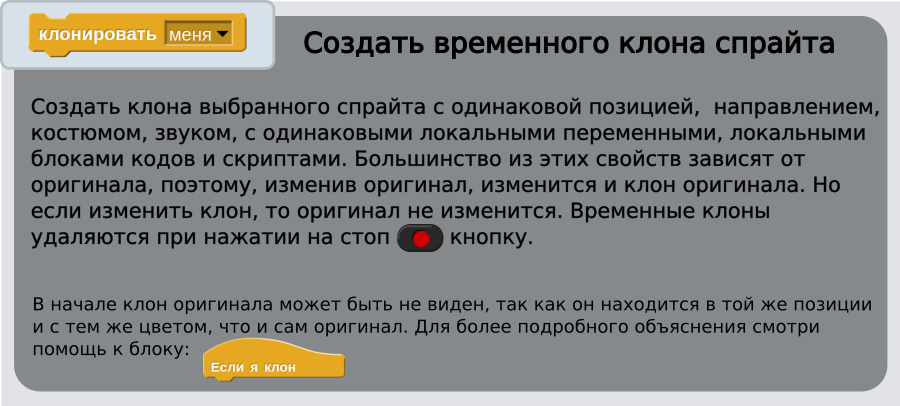 клонировать меня
Создать временного клона спрайта
Создать клона выбранного спрайта с одинаковой позицией, направлением,
костюмом, звуком, с одинаковыми локальными переменными, локальными
блоками кодов и скриптами. Большинство из этих свойств зависят от
оригинала, поэтому, изменив оригинал, изменится и клон оригинала. Но
если изменить клон, то оригинал не изменится. Временные клоны
удаляются при нажатии на стоп кнопку.
В начале клон оригинала может быть не виден, так как он находится в той же позиции
и с тем же цветом, что и сам оригинал. Для более подробного объяснения смотри
помощь к блоку:
Если я клон